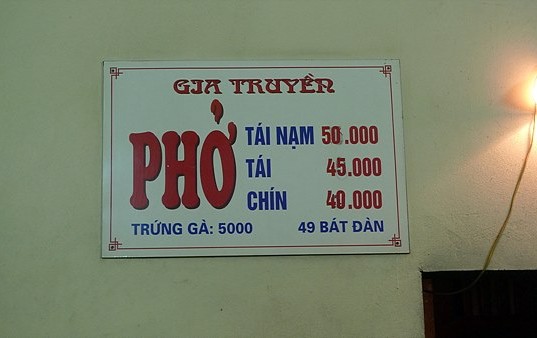 GIA TRUYỀN
PHỞ
TÁI NẠM 50.000
TÁI 45.000
CHÍN 40.000
TRỨNG GÀ: 5000 49 BÁT ĐÀN